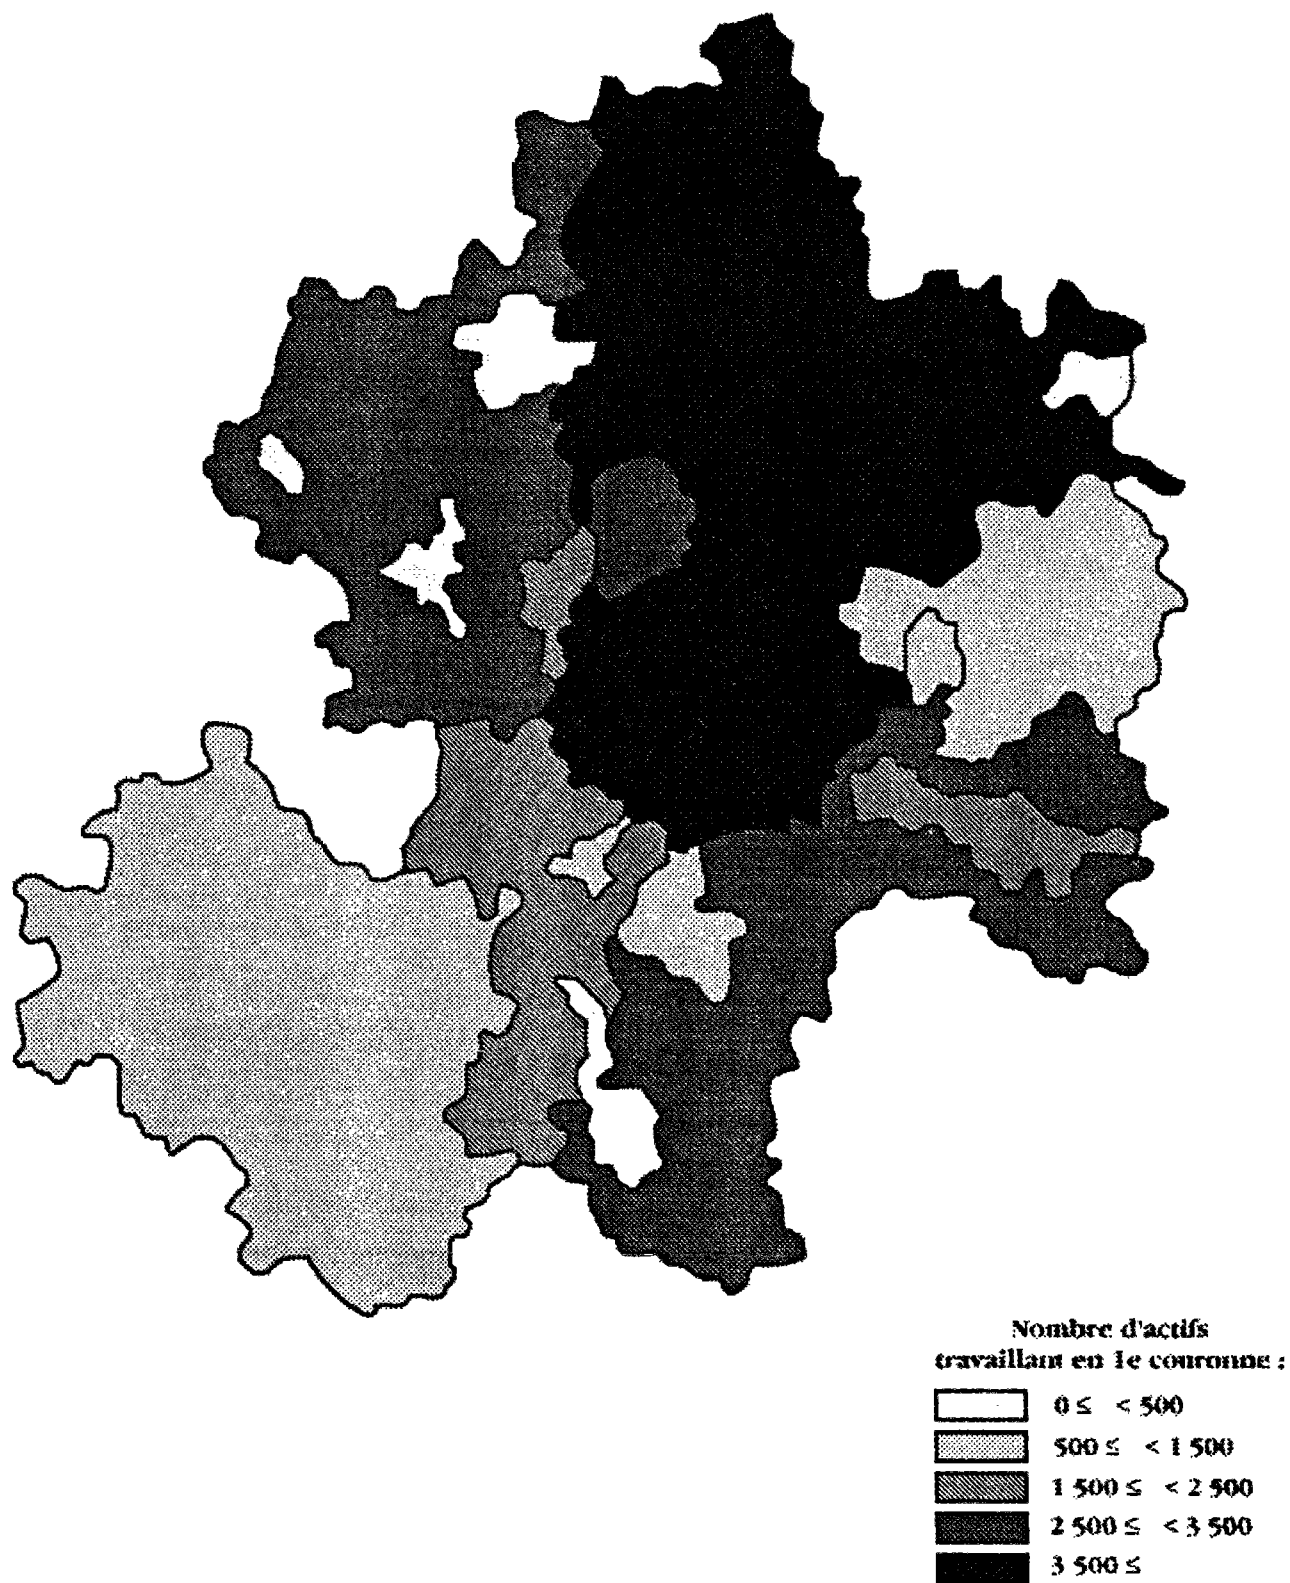 Nombre d'actifs
travaillant en 1e couronne :
0 ≤ < 500
500 ≤ < 1 500
1 500 ≤ < 2 500
2 500 ≤ < 3 500
3 500 ≤